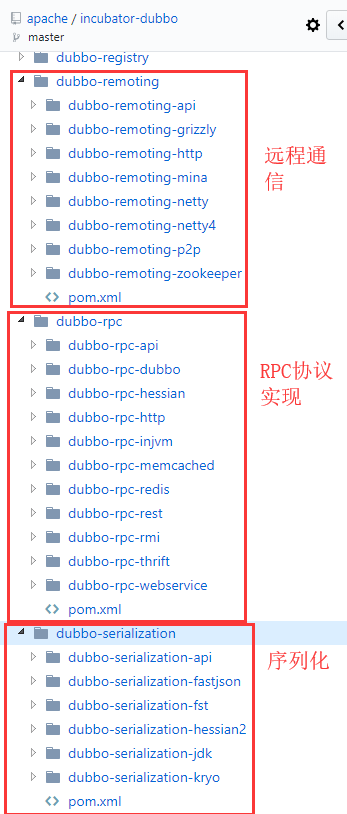 apache / incubator-dubbo
master
dubbo-registry
dubbo-remoting
dubbo-remoting-api
dubbo-remoting-grizzly
dubbo-remoting-http
dubbo-remoting-mina
dubbo-remoting-netty
dubbo-remoting-netty4
dubbo-remoting-p2p
dubbo-remoting-zookeeper
pom.xml
远程通
信
dubbo-rpc
dubbo-rpc-api
dubbo-rpc-dubbo
dubbo-rpc-hessian
dubbo-rpc-http
dubbo-rpc-injvm
dubbo-rpc-memcached
dubbo-rpc-redis
dubbo-rpc-rest
dubbo-rpc-rmi
dubbo-rpc-thrift
dubbo-rpc-webservice
pom.xml
RPC协议
实现
dubbo-serialization
dubbo-serialization-api
dubbo-serialization-fastjson
dubbo-serialization-fst
dubbo-serialization-hessian2
dubbo-serialization-jdk
dubbo-serialization-kryo
pom.xml
序列化